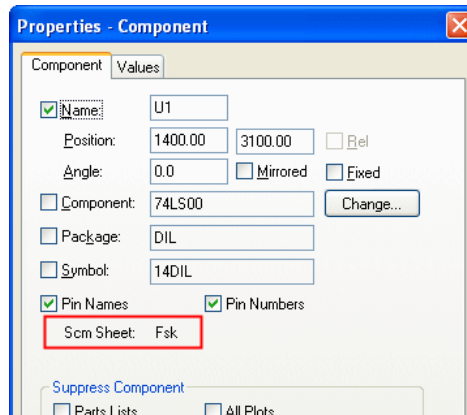 Properties - Component
Component Values
Name: U1
Position: 1400.00 3100.00 Rel
Angle: 0.0 Mirrored Fixed
Component: 74LS00 Change...
Package: DIL
Symbol: 14DIL
Pin Names Pin Numbers
Scm Sheet: Fsk
Suppress Component
Parts Lists All Plots